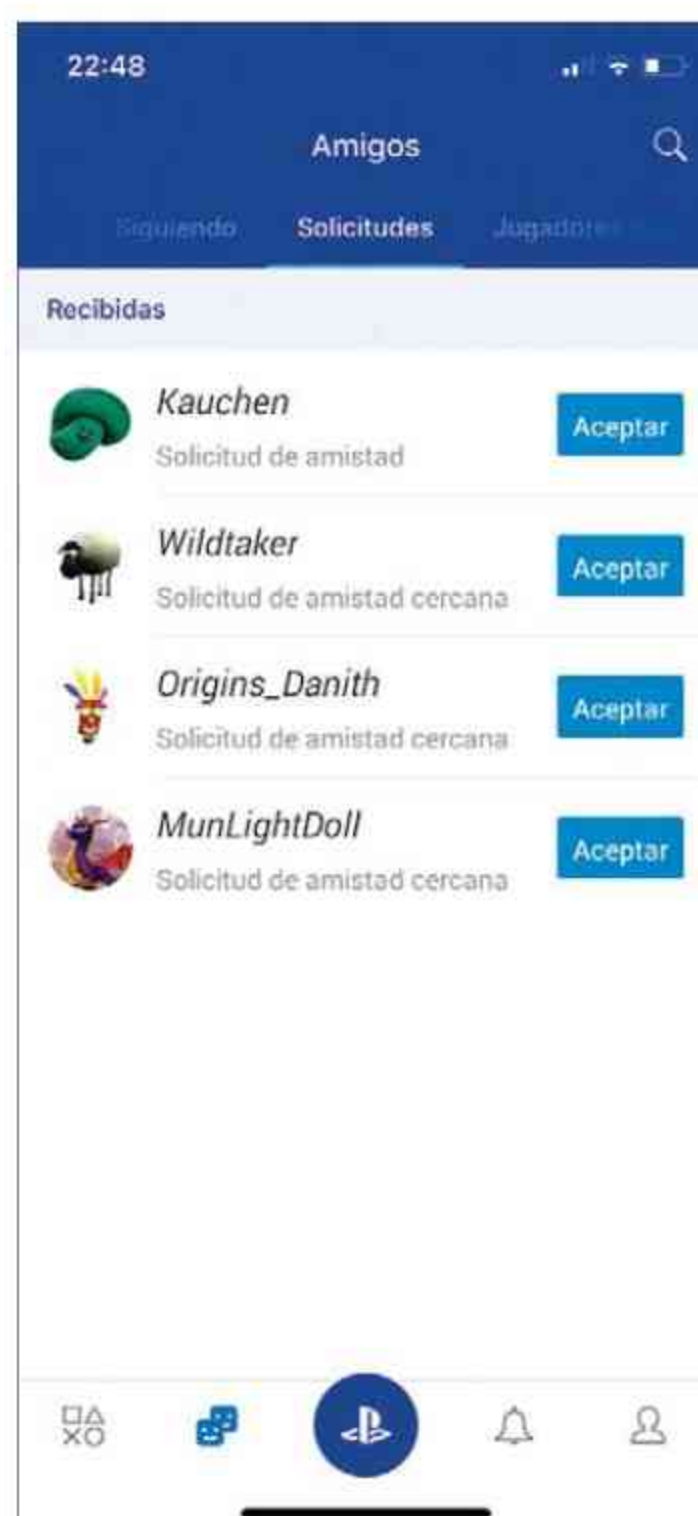 22:48
Amigos
Siguiendo Solicitudes Jugadores
Recibidas
Kauchen
Solicitud de amistad
Aceptar
Wildtaker
Solicitud de amistad cercana
Aceptar
Origins_Danith
Solicitud de amistad cercana
Aceptar
MunLightDoll
Solicitud de amistad cercana
Aceptar